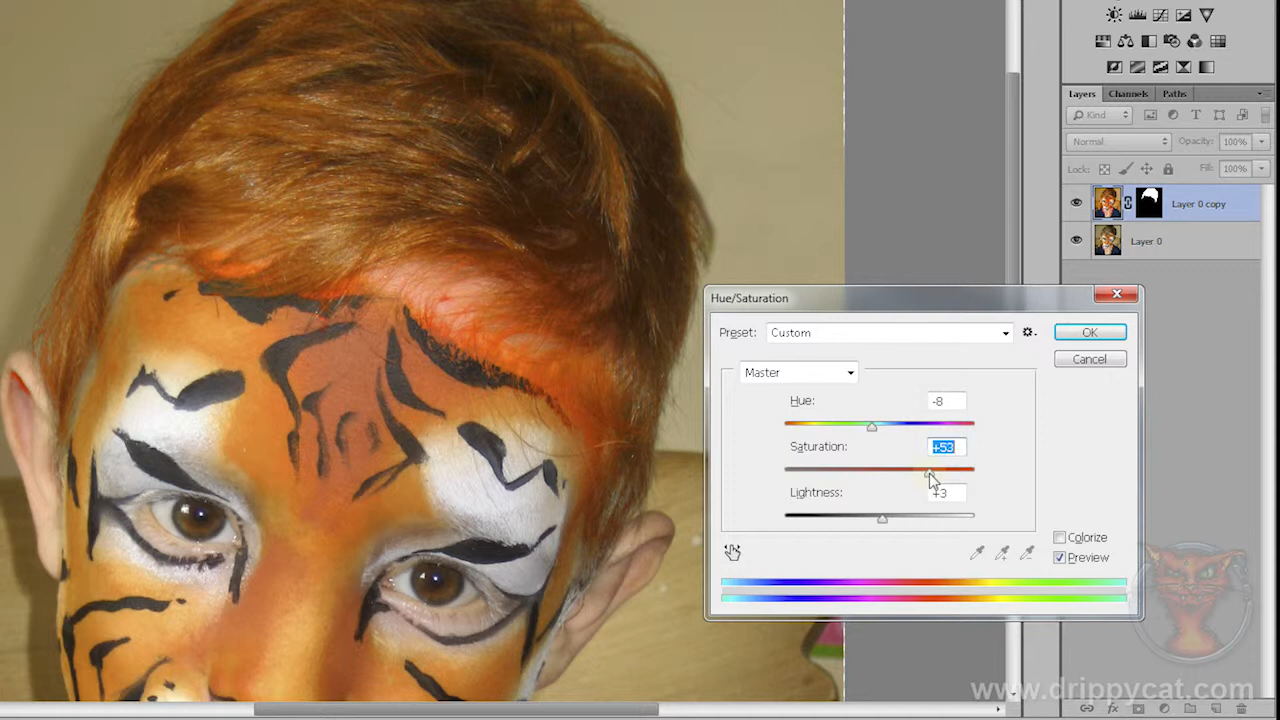 Layers Channels Paths
Kind
Normal Opacity: 100%
Lock: Fill: 100%
Layer 0 copy
Layer 0
Hue/Saturation
Preset: Custom OK
Cancel
Master
Hue: -8
Saturation: +53
Lightness: +3
Colorize
Preview
www.drippycat.com